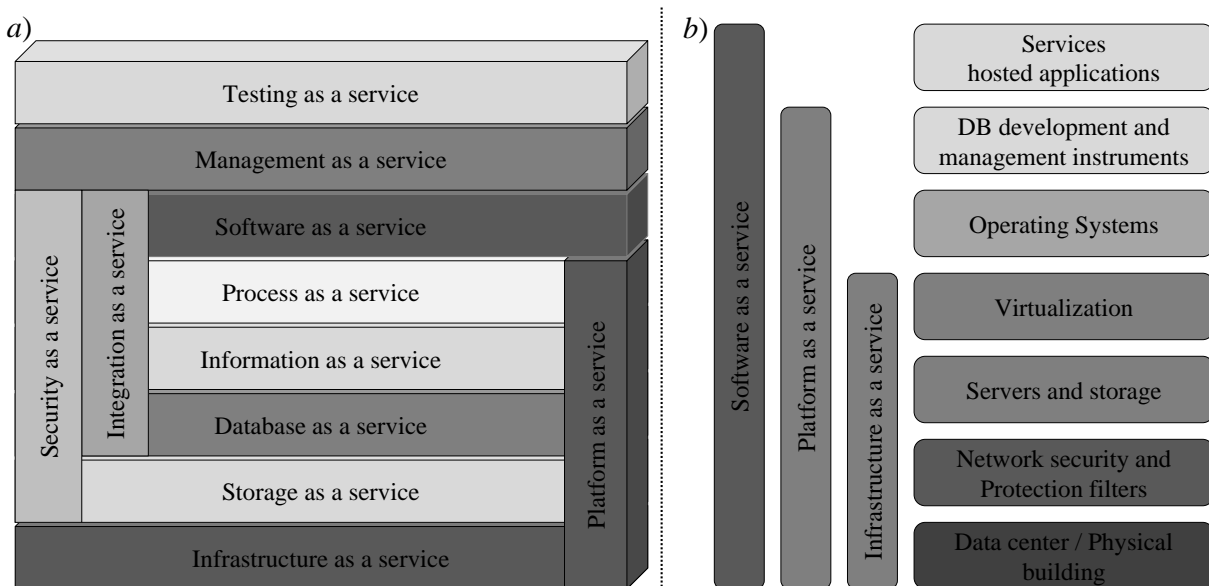 a)
Testing as a service
Management as a service
Software as a service
Process as a service
Information as a service
Database as a service
Storage as a service
Infrastructure as a service
Security as a service
Integration as a service
Platform as a service
b)
Software as a service
Platform as a service
Infrastructure as a service
Services
hosted applications
DB development and
management instruments
Operating Systems
Virtualization
Servers and storage
Network security and
Protection filters
Data center / Physical
building